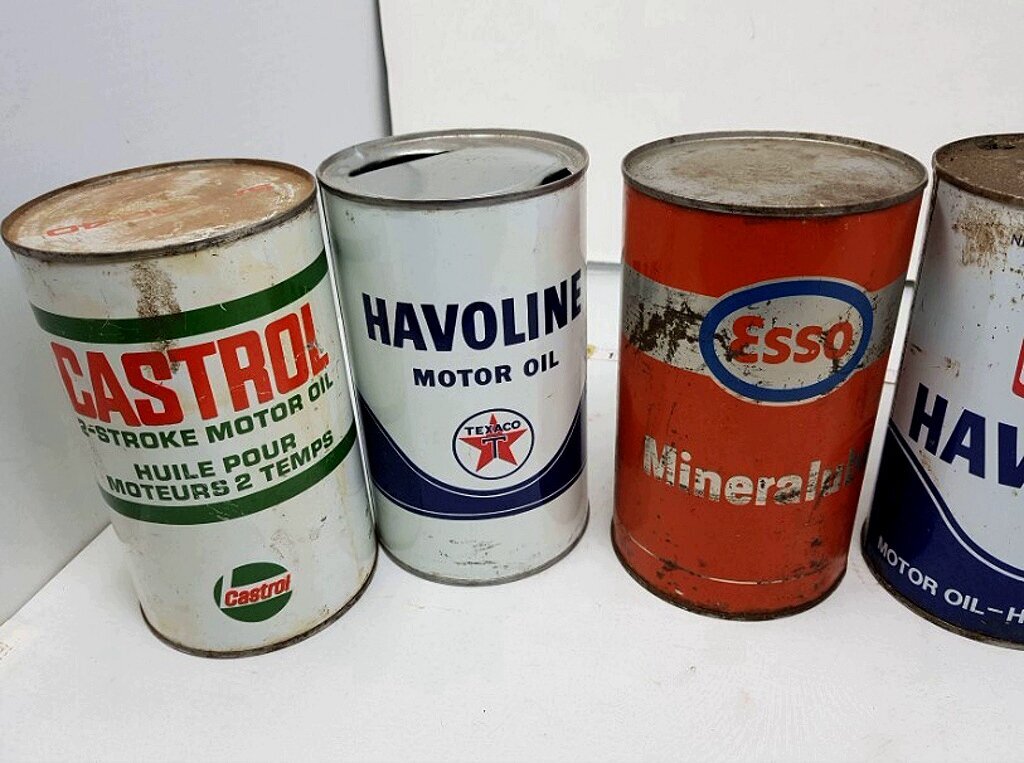 CASTROL
2-STROKE MOTOR OIL
HUILE POUR
MOTEURS 2 TEMPS
Castrol
HAVOLINE
MOTOR OIL
TEXACO
T
Esso
Minerallub
HAV
MOTOR OIL-H